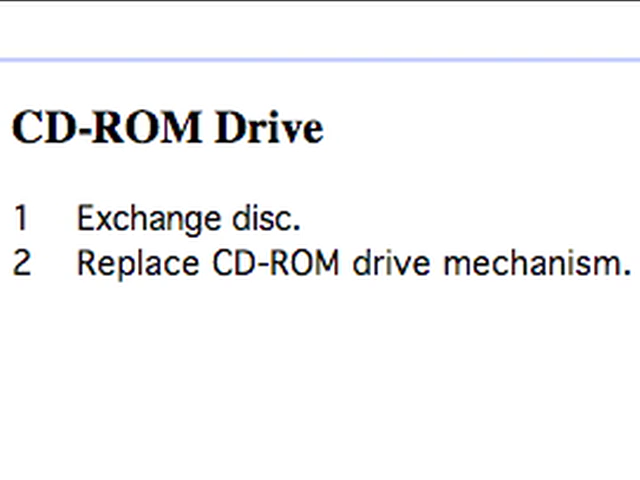 CD-ROM Drive
1 Exchange disc.
2 Replace CD-ROM drive mechanism.